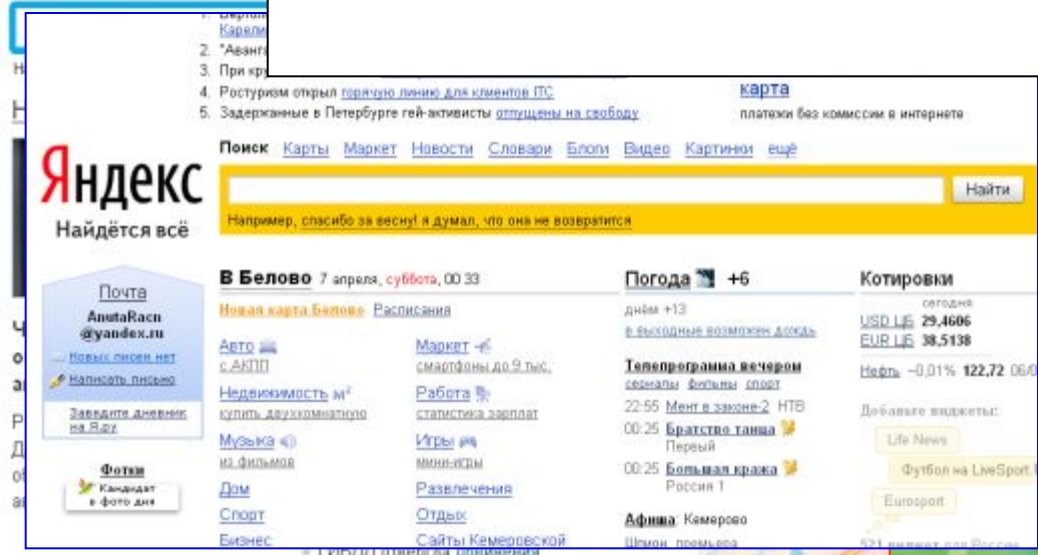 Карели
2. "Аванга
3. При кру
4. Ростуризм открыл горячую линию для клиентов ITC
5. Задержанные в Петербурге гей-активисты отпущены на свободу
карта
платежи без комиссии в интернете
Яндекс
Найдётся всё
Поиск Карты Маркет Новости Словари Блоги Видео Картинки ещё
Найти
Например, спасибо за весну! я думал, что она не возвратится
Почта
AnutaRacn
@yandex.ru
Новых писем нет
Написать письмо
Заведите дневник
на Я.ру
Фотки
Кандидат
в фото дня
В Белово 7 апреля, суббота, 00 33
Новая карта Белово Расписания
Авто
с АКПП
Недвижимость м²
купить двухкомнатную
Музыка
из фильмов
Дом
Спорт
Бизнес
Маркет
смартфоны до 9 тыс.
Работа
статистика зарплат
Игры
мини-игры
Развлечения
Отдых
Сайты Кемеровской
Погода +6
днём +13
в выходные возможен дождь
Телепрограмма вечером
сериалы фильмы спорт
22:55 Мент в законе-2 НТВ
00:25 Братство танца
Первый
00:25 Большая кража
Россия 1
Афиша: Кемерово
Шпион премьера
Котировки
сегодня
USD ЦБ 29,4606
EUR ЦБ 38,5138
Нефть −0,01% 122,72 06/0
Добавьте виджеты:
Life News
Футбол на LiveSport.
Eurosport
521 виджет для России